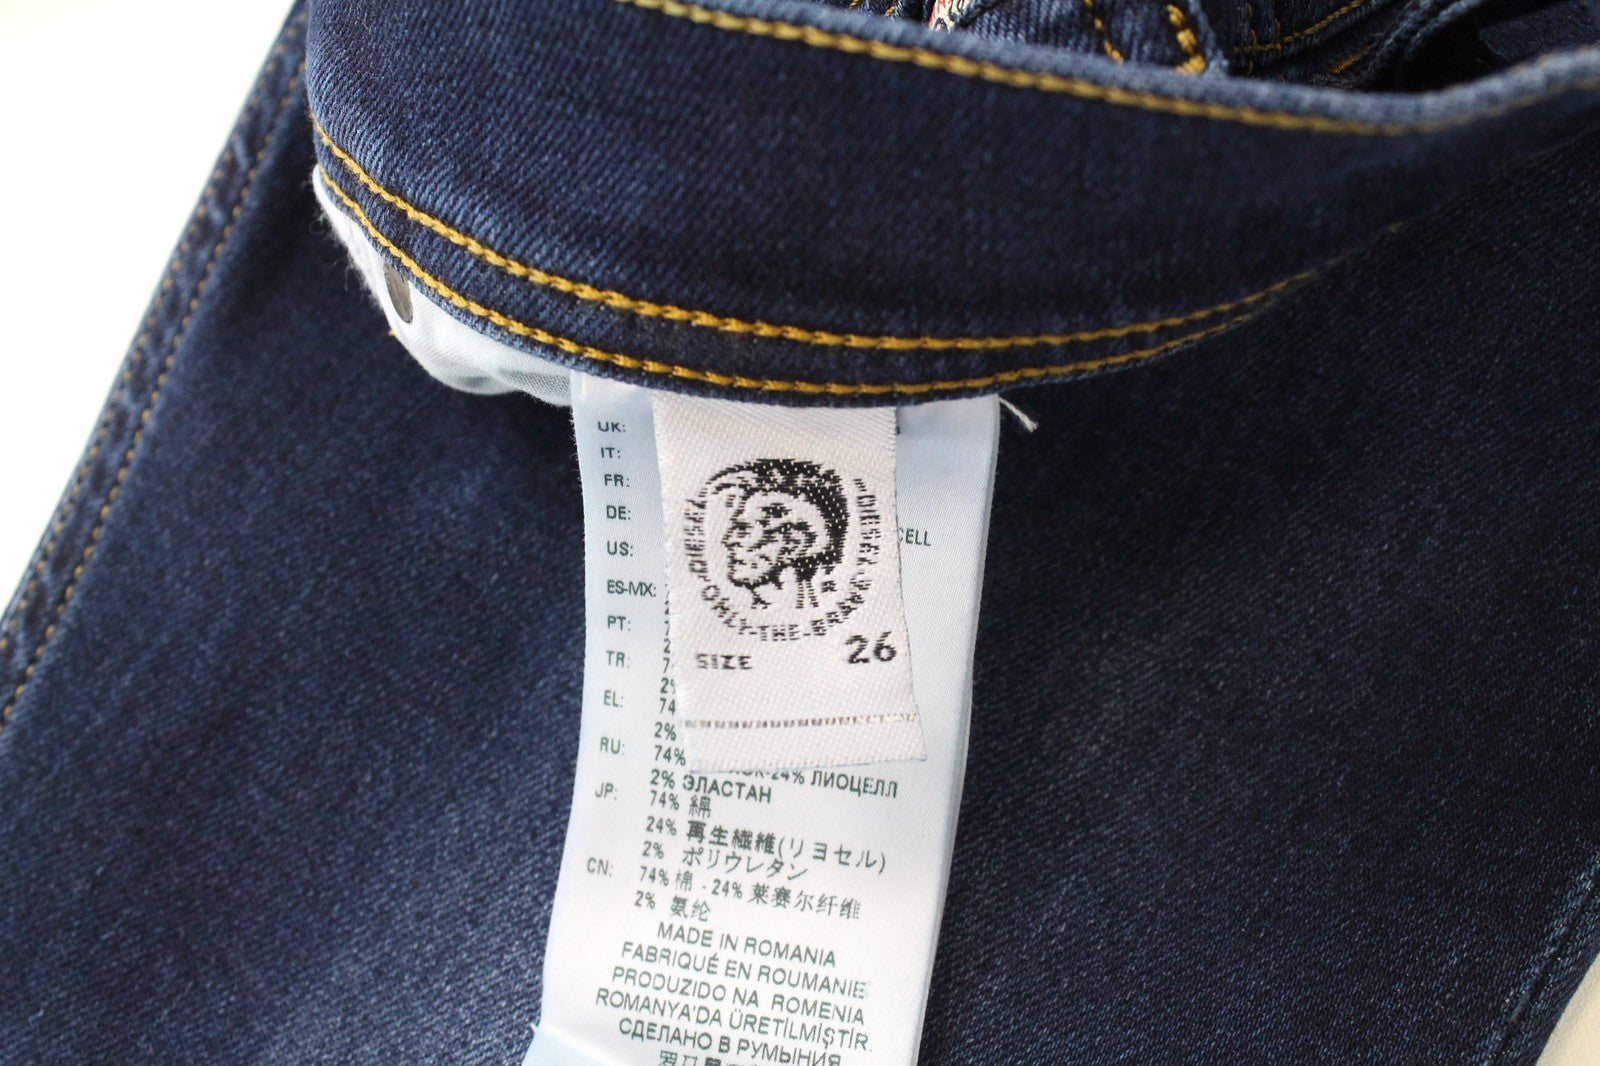 UK:
IT:
FR:
DE:
US:
CELL
ES-MX:
PT:
TR:
EL:
RU:
JP:
CN:
DIESEL
ONLY-THE-BRAVE
DIESEL
SIZE 26
2%
74
2%
74%
24% ЛИОЦЕЛЛ
2% ЭЛАСТАН
74% 綿
24% 再生繊維(リヨセル)
2% ポリウレタン
74% 棉 - 24% 莱赛尔纤维
2% 氨纶
MADE IN ROMANIA
FABRIQUÉ EN ROUMANIE
PRODUZIDO NA ROMENIA
ROMANYA'DA ÜRETİLMİŞTİR.
СДЕЛАНО В РУМЫНИЯ